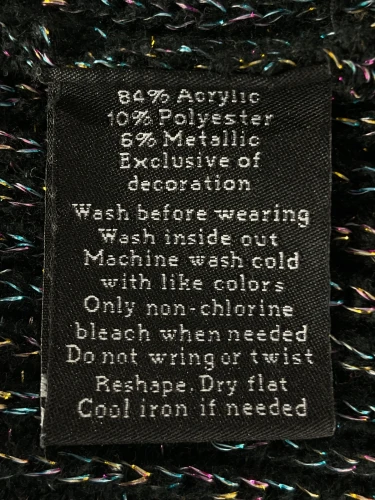 84% Acrylic
10% Polyester
6% Metallic
Exclusive of
decoration
Wash before wearing
Wash inside out
Machine wash cold
with like colors
Only non-chlorine
bleach when needed
Do not wring or twist
Reshape. Dry flat
Cool iron if needed